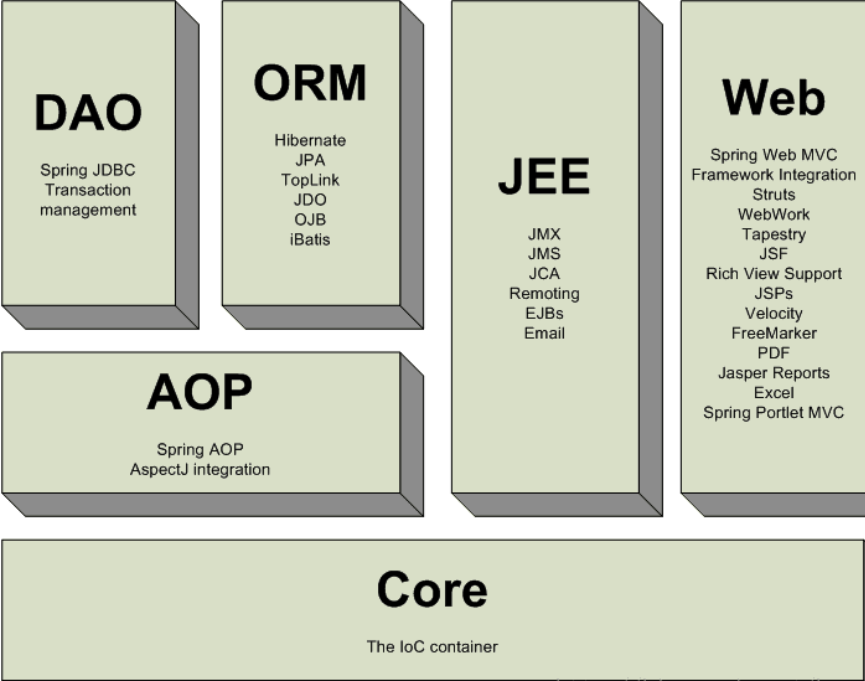 DAO
Spring JDBC
Transaction
management
ORM
Hibernate
JPA
TopLink
JDO
OJB
iBatis
JEE
JMX
JMS
JCA
Remoting
EJBs
Email
Web
Spring Web MVC
Framework Integration
Struts
WebWork
Tapestry
JSF
Rich View Support
JSPs
Velocity
FreeMarker
PDF
Jasper Reports
Excel
Spring Portlet MVC
AOP
Spring AOP
AspectJ integration
Core
The IoC container